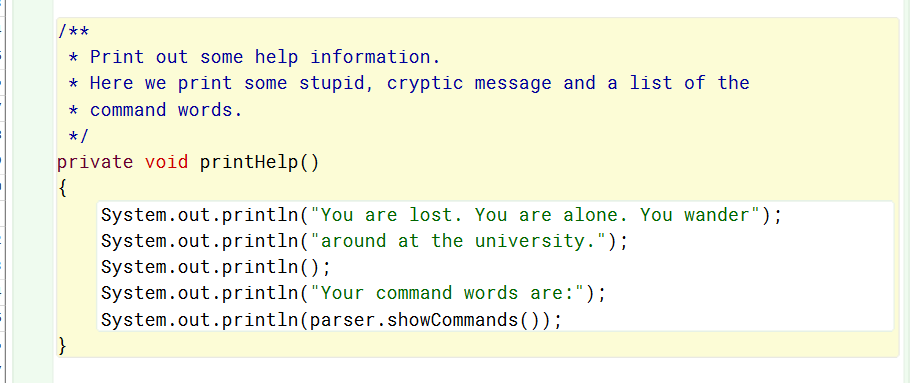 /**
* Print out some help information.
* Here we print some stupid, cryptic message and a list of the
* command words.
*/
private void printHelp()
{
System.out.println("You are lost. You are alone. You wander");
System.out.println("around at the university.");
System.out.println();
System.out.println("Your command words are:");
System.out.println(parser.showCommands());
}